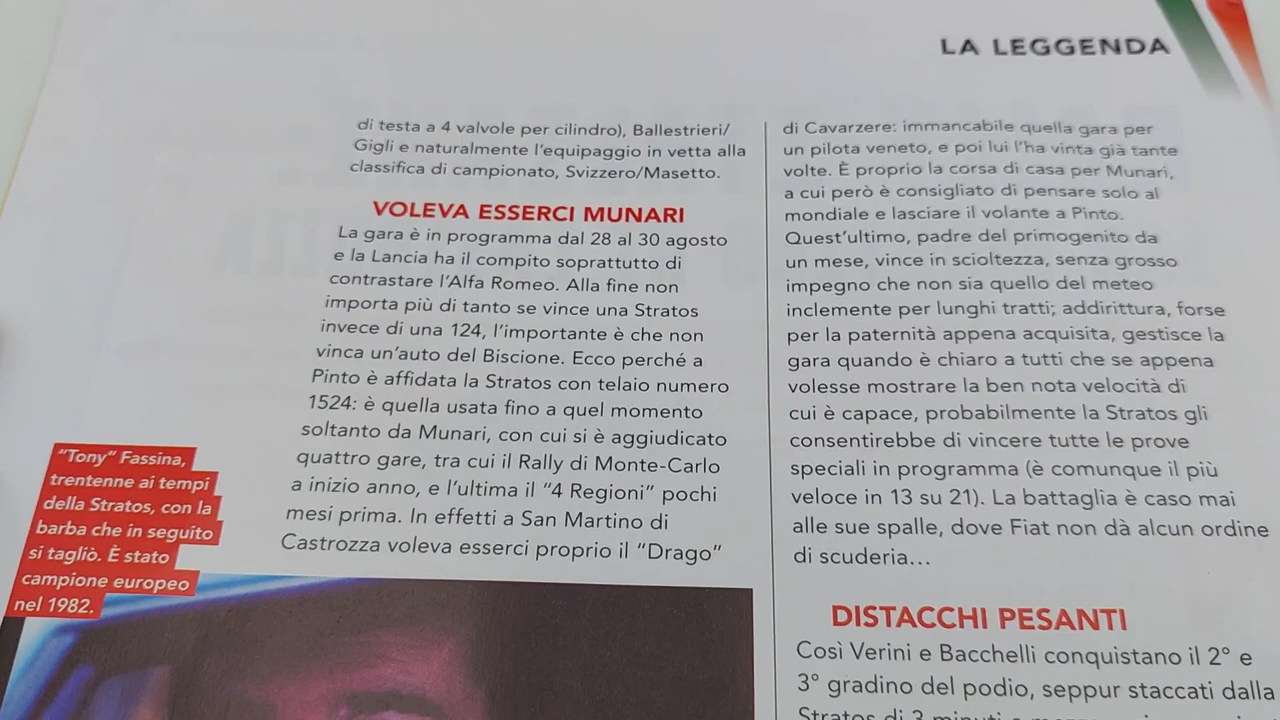 LA LEGGENDA
di testa a 4 valvole per cilindro), Ballestrieri/
Gigli e naturalmente l'equipaggio in vetta alla
classifica di campionato, Svizzero/Masetto.
VOLEVA ESSERCI MUNARI
La gara è in programma dal 28 al 30 agosto
e la Lancia ha il compito soprattutto di
contrastare l'Alfa Romeo. Alla fine non
importa più di tanto se vince una Stratos
invece di una 124, l'importante è che non
vinca un'auto del Biscione. Ecco perché a
Pinto è affidata la Stratos con telaio numero
1524: è quella usata fino a quel momento
soltanto da Munari, con cui si è aggiudicato
quattro gare, tra cui il Rally di Monte-Carlo
a inizio anno, e l'ultima il "4 Regioni" pochi
mesi prima. In effetti a San Martino di
Castrozza voleva esserci proprio il "Drago"
"Tony" Fassina,
trentenne ai tempi
della Stratos, con la
barba che in seguito
si tagliò. È stato
campione europeo
nel 1982.
di Cavarzere: immancabile quella gara per
un pilota veneto, e poi lui l'ha vinta già tante
volte. È proprio la corsa di casa per Munari,
a cui però è consigliato di pensare solo al
mondiale e lasciare il volante a Pinto.
Quest'ultimo, padre del primogenito da
un mese, vince in scioltezza, senza grosso
impegno che non sia quello del meteo
inclemente per lunghi tratti; addirittura, forse
per la paternità appena acquisita, gestisce la
gara quando è chiaro a tutti che se appena
volesse mostrare la ben nota velocità di
cui è capace, probabilmente la Stratos gli
consentirebbe di vincere tutte le prove
speciali in programma (è comunque il più
veloce in 13 su 21). La battaglia è caso mai
alle sue spalle, dove Fiat non dà alcun ordine
di scuderia...
DISTACCHI PESANTI
Così Verini e Bacchelli conquistano il 2° e
3° gradino del podio, seppur staccati dalla
Stratos di 3 minuti